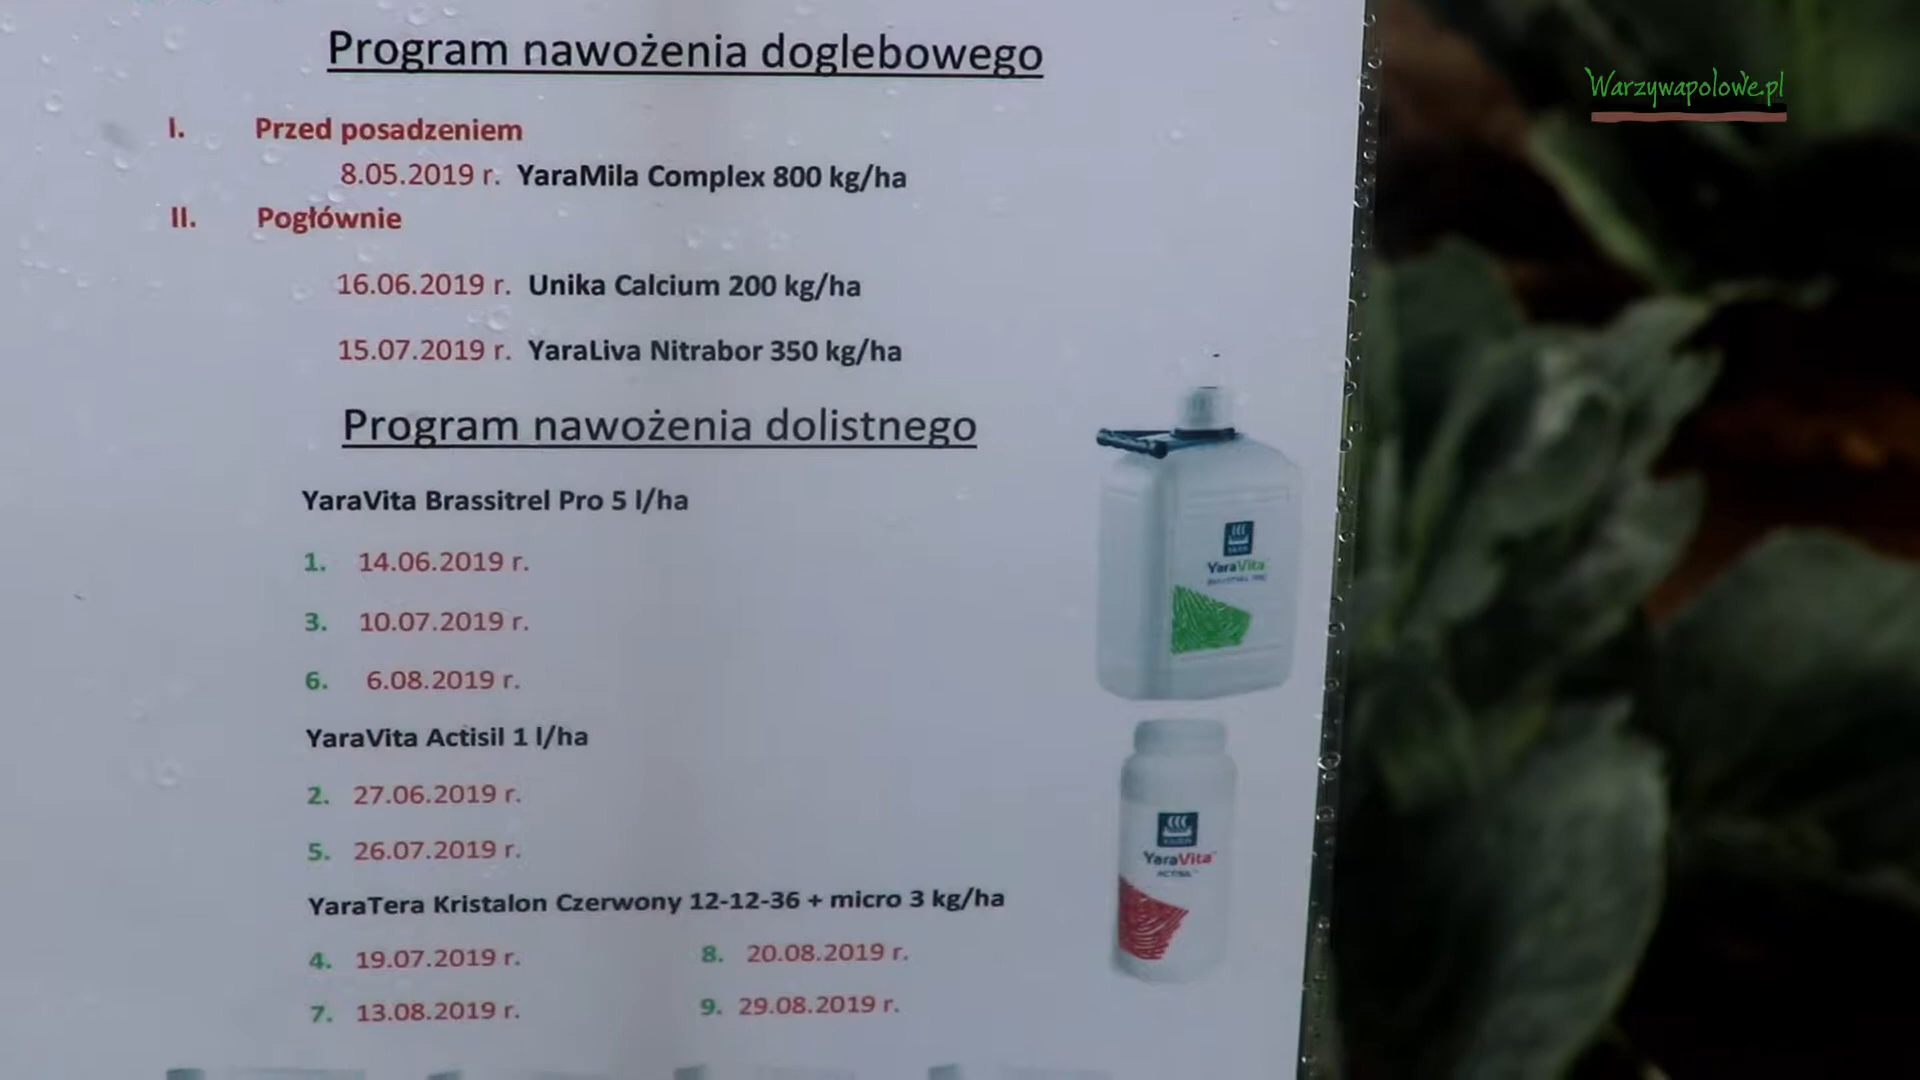 Program nawożenia doglebowego
Warzywapolowe.pl
I. Przed posadzeniem
8.05.2019 r. YaraMila Complex 800 kg/ha
II. Pogłównie
16.06.2019 r. Unika Calcium 200 kg/ha
15.07.2019 r. YaraLiva Nitrabor 350 kg/ha
Program nawożenia dolistnego
YaraVita Brassitrel Pro 5 l/ha
1. 14.06.2019 r.
3. 10.07.2019 r.
6. 6.08.2019 r.
YaraVita
YaraVita Actisil 1 l/ha
2. 27.06.2019 r.
5. 26.07.2019 r.
YaraVita
ACTISIL
YaraTera Kristalon Czerwony 12-12-36 + micro 3 kg/ha
4. 19.07.2019 r. 8. 20.08.2019 r.
7. 13.08.2019 r. 9. 29.08.2019 r.